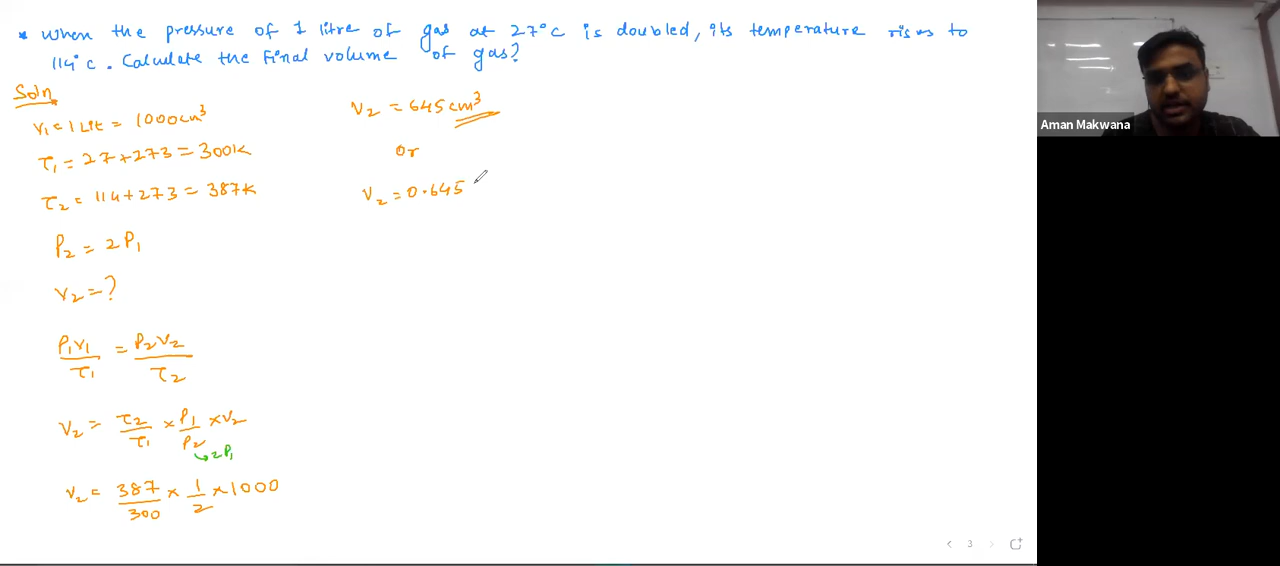 * When the pressure of 1 litre of gas at 27°C is doubled, its temperature rises to
114°C. Calculate the final volume of gas?
Soln
V₁ = 1 Lit = 1000 cm³
T₁ = 27 + 273 = 300K
T₂ = 114 + 273 = 387K
P₂ = 2P₁
V₂ = ?
P₁V₁/T₁ = P₂V₂/T₂
V₂ = T₂/T₁ × P₁/P₂ × V₂
↳ 2P₁
V₂ = 387/300 × 1/2 × 1000
V₂ = 645 cm³
or
V₂ = 0.645
Aman Makwana
< 3 >